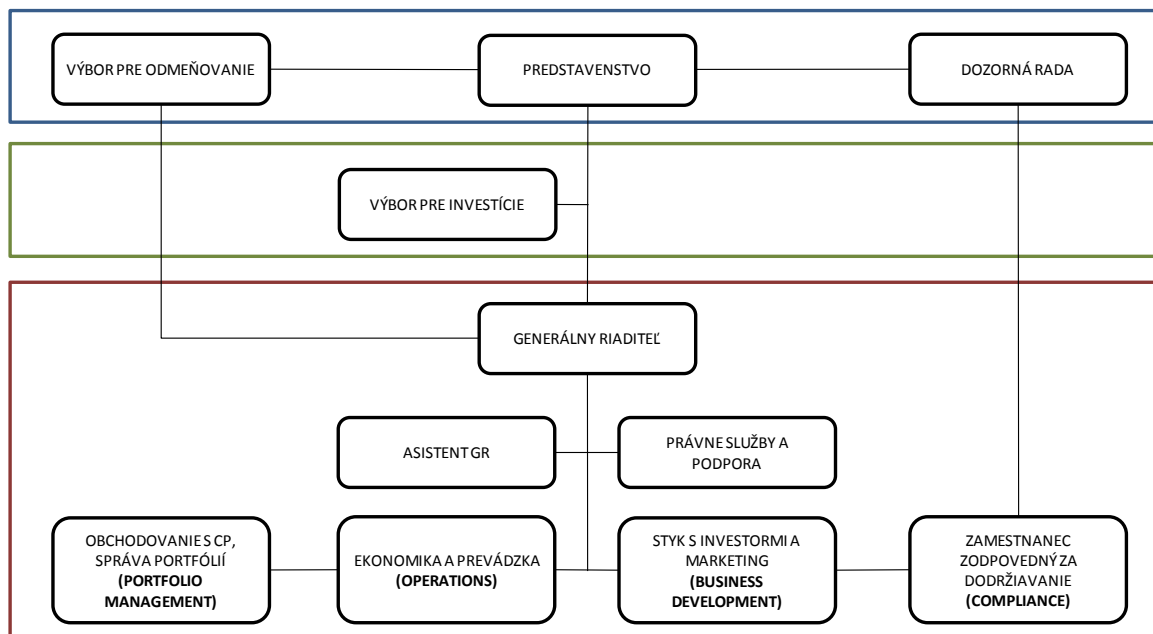 VÝBOR PRE ODMEŇOVANIE
PREDSTAVENSTVO
DOZORNÁ RADA
VÝBOR PRE INVESTÍCIE
GENERÁLNY RIADITEĽ
ASISTENT GR
PRÁVNE SLUŽBY A
PODPORA
OBCHODOVANIE S CP,
SPRÁVA PORTFÓLIÍ
(PORTFOLIO
MANAGEMENT)
EKONOMIKA A PREVÁDZKA
(OPERATIONS)
STYK S INVESTORMI A
MARKETING
(BUSINESS
DEVELOPMENT)
ZAMESTNANEC
ZODPOVEDNÝ ZA
DODRŽIAVANIE
(COMPLIANCE)